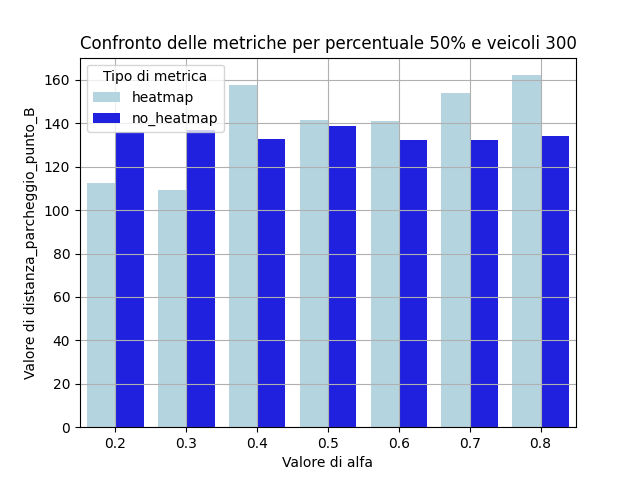 Confronto delle metriche per percentuale 50% e veicoli 300
Tipo di metrica
heatmap
no_heatmap
Valore di distanza_parcheggio_punto_B
160
140
120
100
80
60
40
20
0
0.2 0.3 0.4 0.5 0.6 0.7 0.8
Valore di alfa